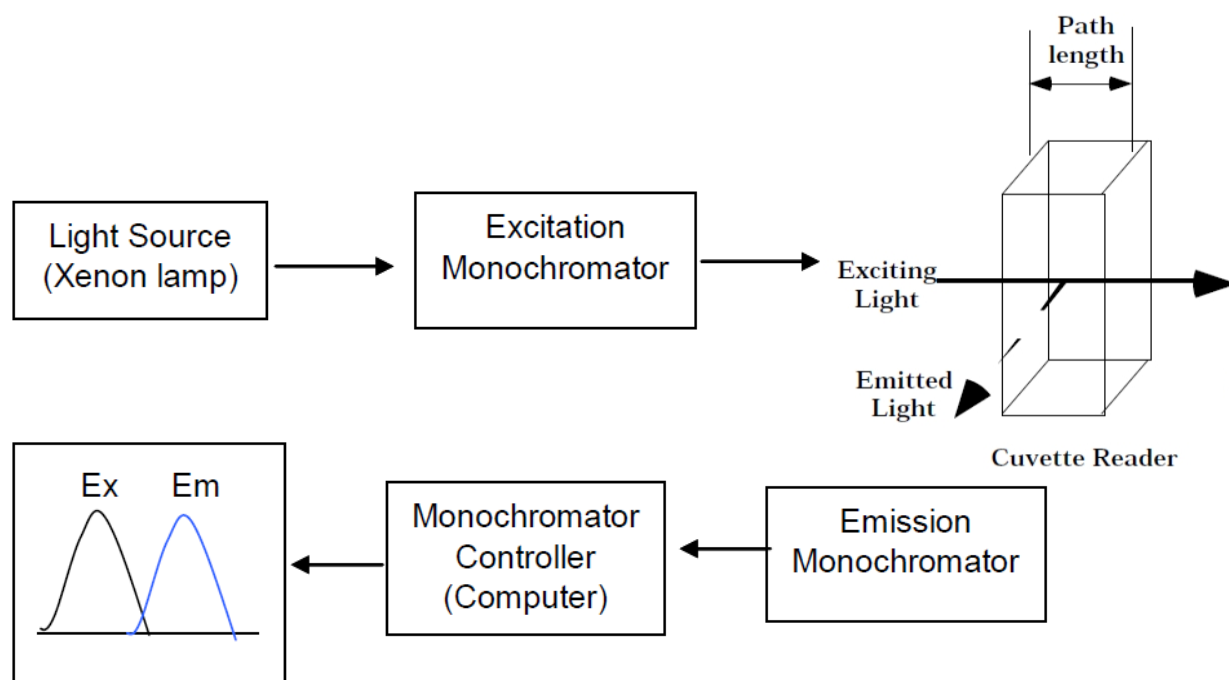 Path
length
Light Source
(Xenon lamp)
Excitation
Monochromator
Exciting
Light
Emitted
Light
Cuvette Reader
Ex Em
Monochromator
Controller
(Computer)
Emission
Monochromator